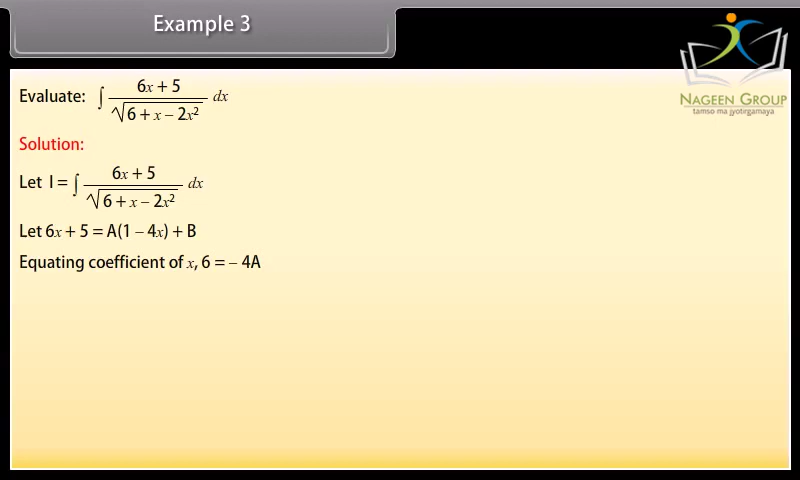 Example 3
NAGEEN GROUP
tamso ma jyotirgamaya
Evaluate: ∫ (6x + 5)/√(6 + x – 2x²) dx
Solution:
Let I = ∫ (6x + 5)/√(6 + x – 2x²) dx
Let 6x + 5 = A(1 – 4x) + B
Equating coefficient of x, 6 = – 4A